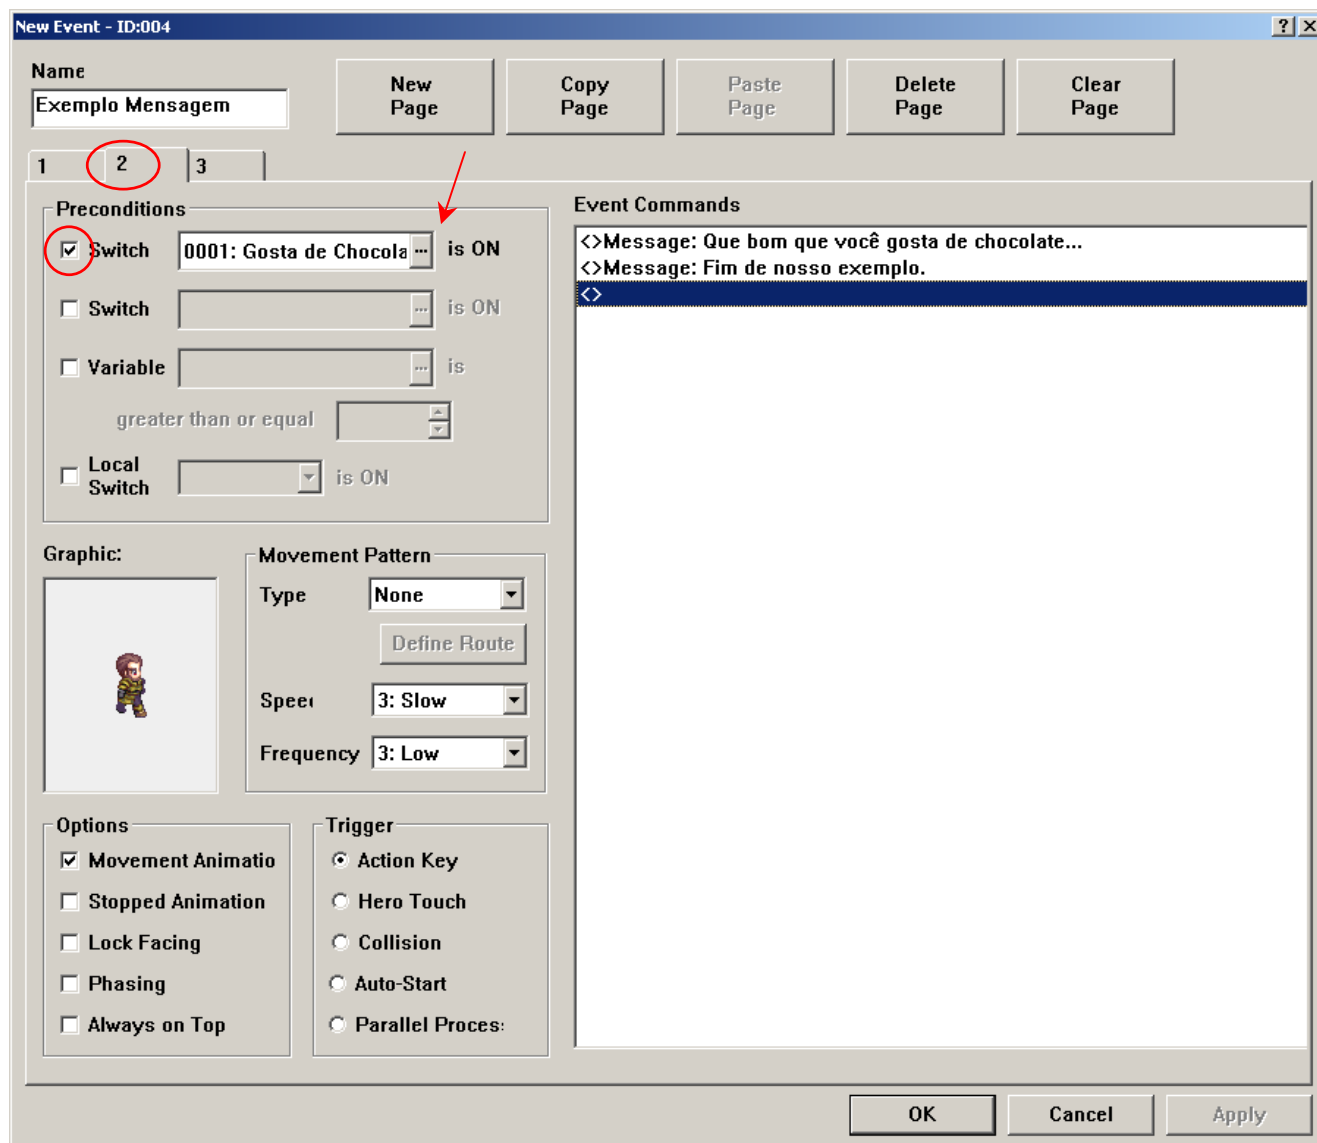 New Event - ID:004
Name
Exemplo Mensagem
New Page
Copy Page
Paste Page
Delete Page
Clear Page
1 2 3
Preconditions
Switch 0001: Gosta de Chocola ... is ON
Switch ... is ON
Variable ... is
greater than or equal
Local Switch is ON
Event Commands
<>Message: Que bom que você gosta de chocolate...
<>Message: Fim de nosso exemplo.
<>
Graphic:
Movement Pattern
Type None
Define Route
Speed 3: Slow
Frequency 3: Low
Options
Movement Animatio
Stopped Animation
Lock Facing
Phasing
Always on Top
Trigger
Action Key
Hero Touch
Collision
Auto-Start
Parallel Proces
OK Cancel Apply